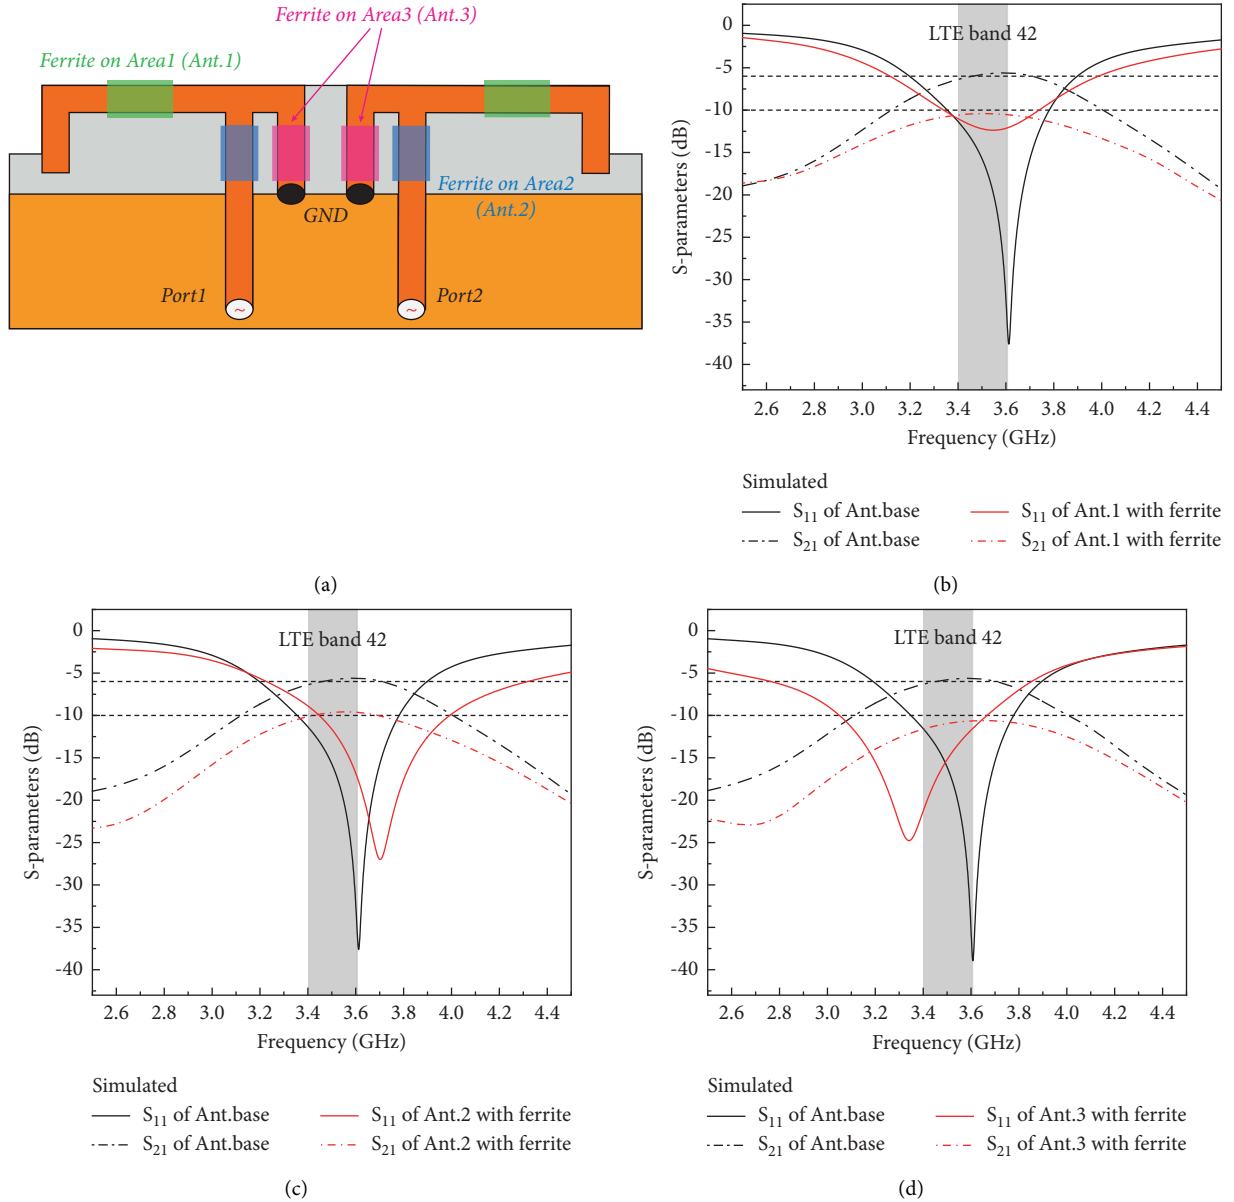 Ferrite on Area3 (Ant.3)
Ferrite on Area1 (Ant.1)
Ferrite on Area2
(Ant.2)
GND
Port1
Port2
~
~
(a)
0
-5
-10
-15
-20
-25
-30
-35
-40
S-parameters (dB)
LTE band 42
2.6 2.8 3.0 3.2 3.4 3.6 3.8 4.0 4.2 4.4
Frequency (GHz)
Simulated
S11 of Ant.base
S21 of Ant.base
S11 of Ant.1 with ferrite
S21 of Ant.1 with ferrite
(b)
0
-5
-10
-15
-20
-25
-30
-35
-40
S-parameters (dB)
LTE band 42
2.6 2.8 3.0 3.2 3.4 3.6 3.8 4.0 4.2 4.4
Frequency (GHz)
Simulated
S11 of Ant.base
S21 of Ant.base
S11 of Ant.2 with ferrite
S21 of Ant.2 with ferrite
(c)
0
-5
-10
-15
-20
-25
-30
-35
-40
S-parameters (dB)
LTE band 42
2.6 2.8 3.0 3.2 3.4 3.6 3.8 4.0 4.2 4.4
Frequency (GHz)
Simulated
S11 of Ant.base
S21 of Ant.base
S11 of Ant.3 with ferrite
S21 of Ant.3 with ferrite
(d)